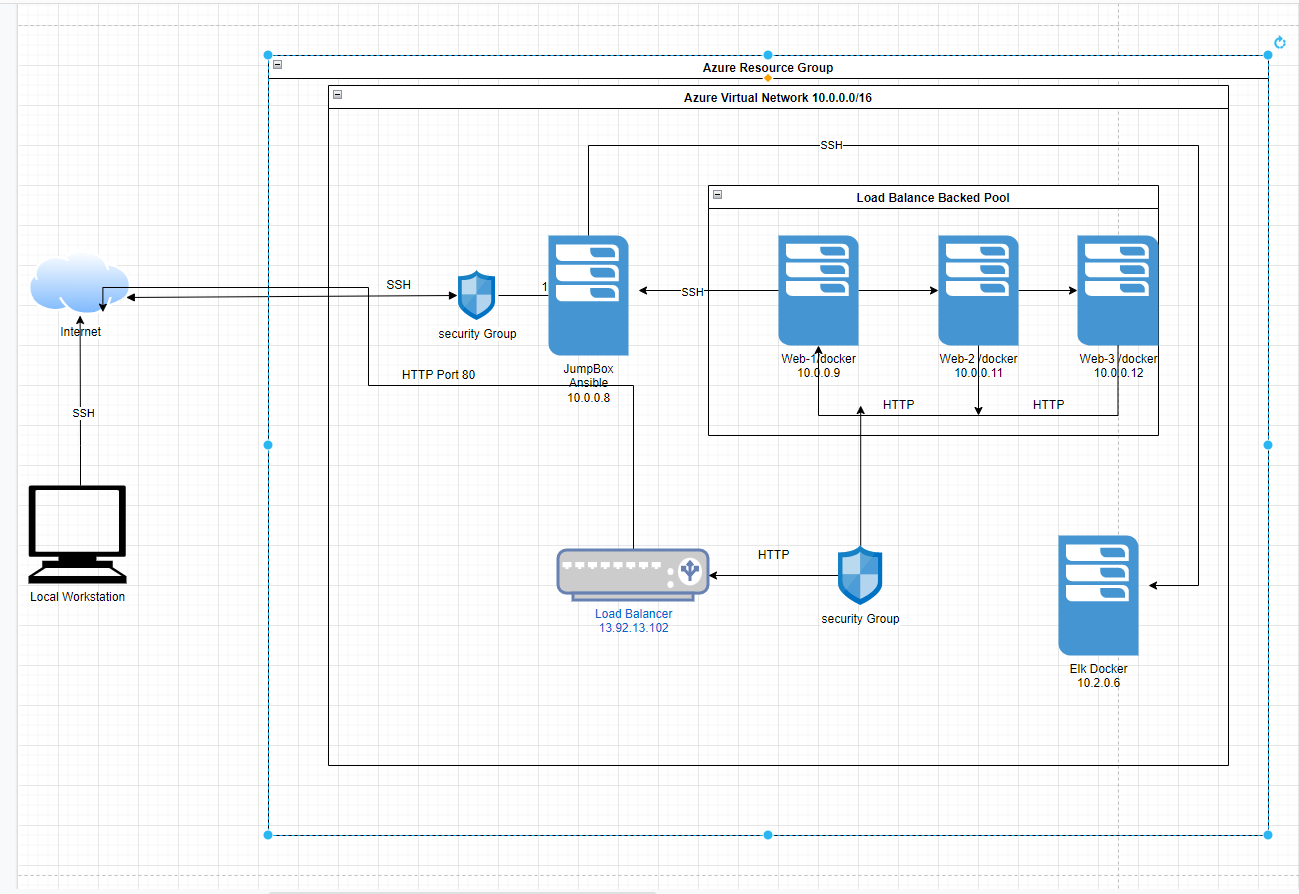 Azure Resource Group
Azure Virtual Network 10.0.0.0/16
SSH
Load Balance Backed Pool
SSH
1
SSH
Internet
security Group
Web-1/docker
10.0.0.9
Web-2 /docker
10.0.0.11
Web-3 /docker
10.0.0.12
HTTP Port 80
JumpBox
Ansible
10.0.0.8
HTTP
HTTP
SSH
HTTP
Local Workstation
Load Balancer
13.92.13.102
security Group
Elk Docker
10.2.0.6